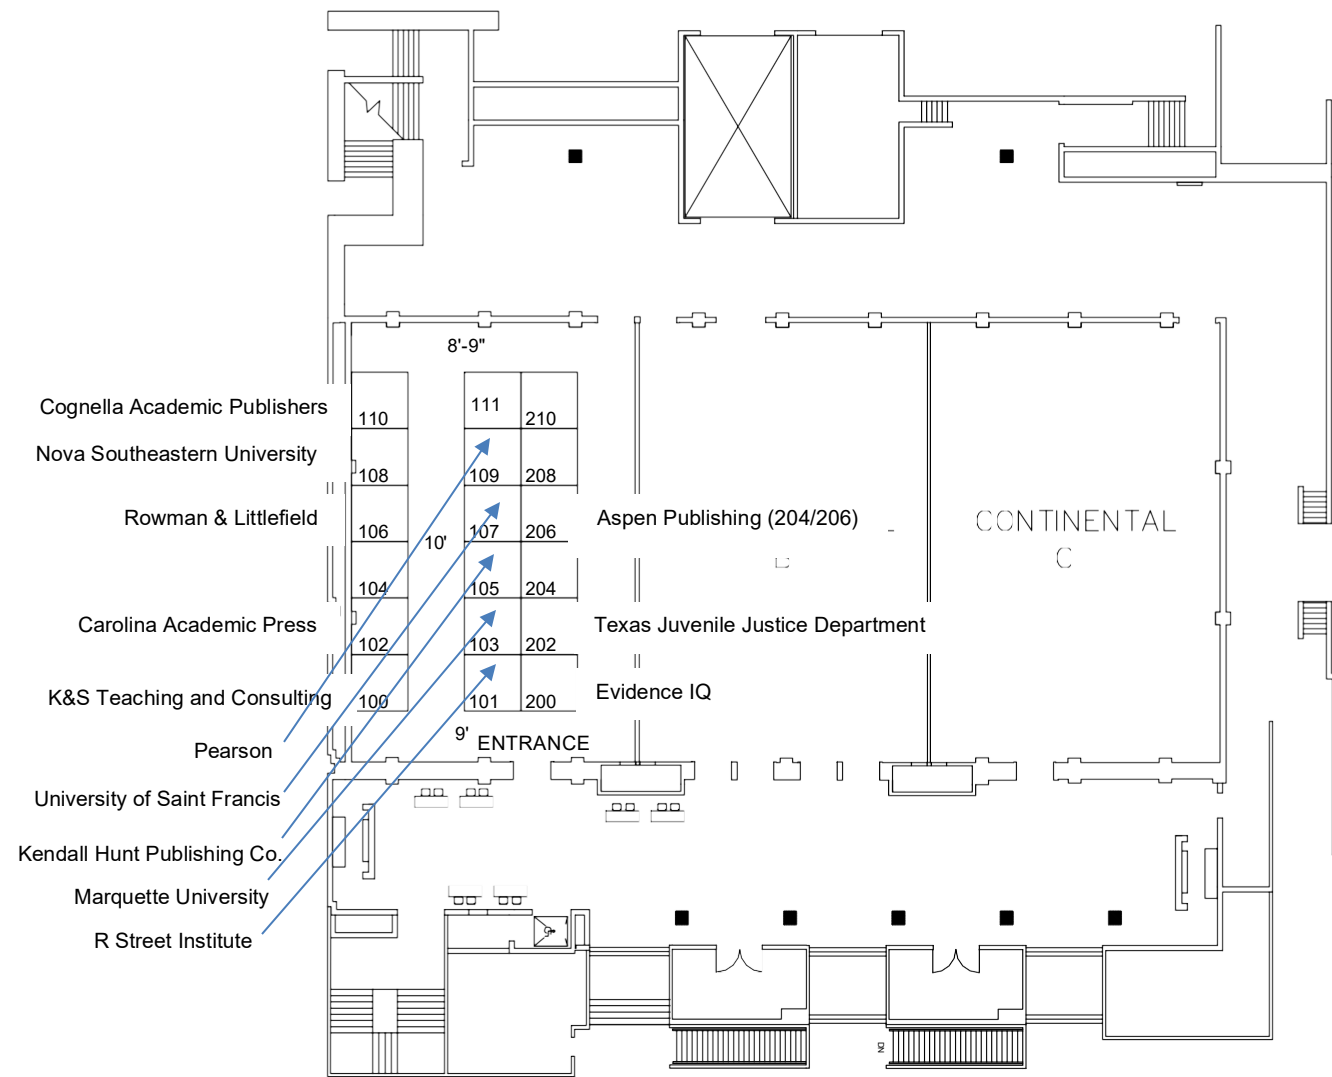 8'-9"
Cognella Academic Publishers
110
111
210
Nova Southeastern University
108
109
208
Rowman & Littlefield
106
10'
107
206
Aspen Publishing (204/206)
CONTINENTAL
C
104
105
204
Carolina Academic Press
102
103
202
Texas Juvenile Justice Department
K&S Teaching and Consulting
100
101
200
Evidence IQ
9'
ENTRANCE
Pearson
University of Saint Francis
Kendall Hunt Publishing Co.
Marquette University
R Street Institute
DN